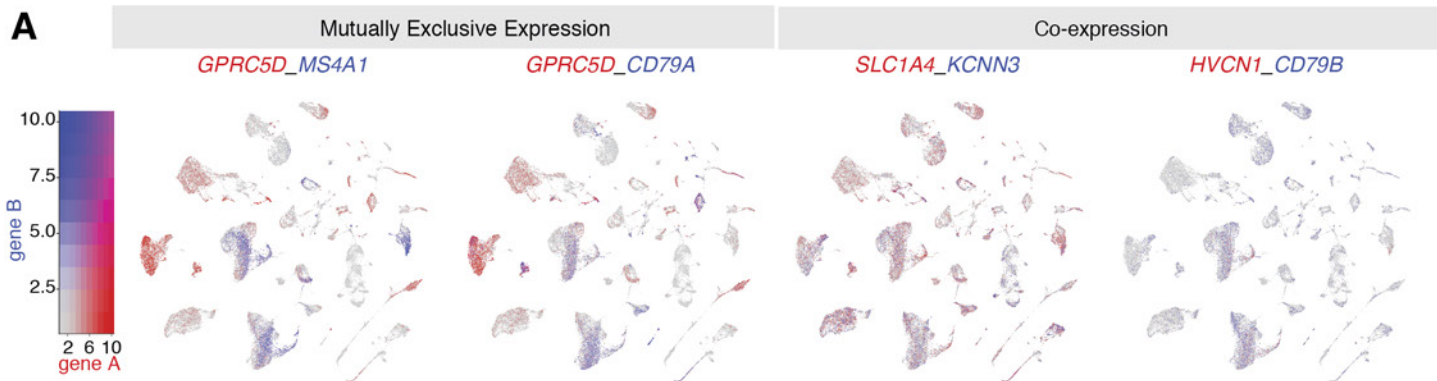 A
Mutually Exclusive Expression
Co-expression
GPRC5D_MS4A1
GPRC5D_CD79A
SLC1A4_KCNN3
HVCN1_CD79B
10.0
7.5
5.0
2.5
gene B
2 6 10
gene A